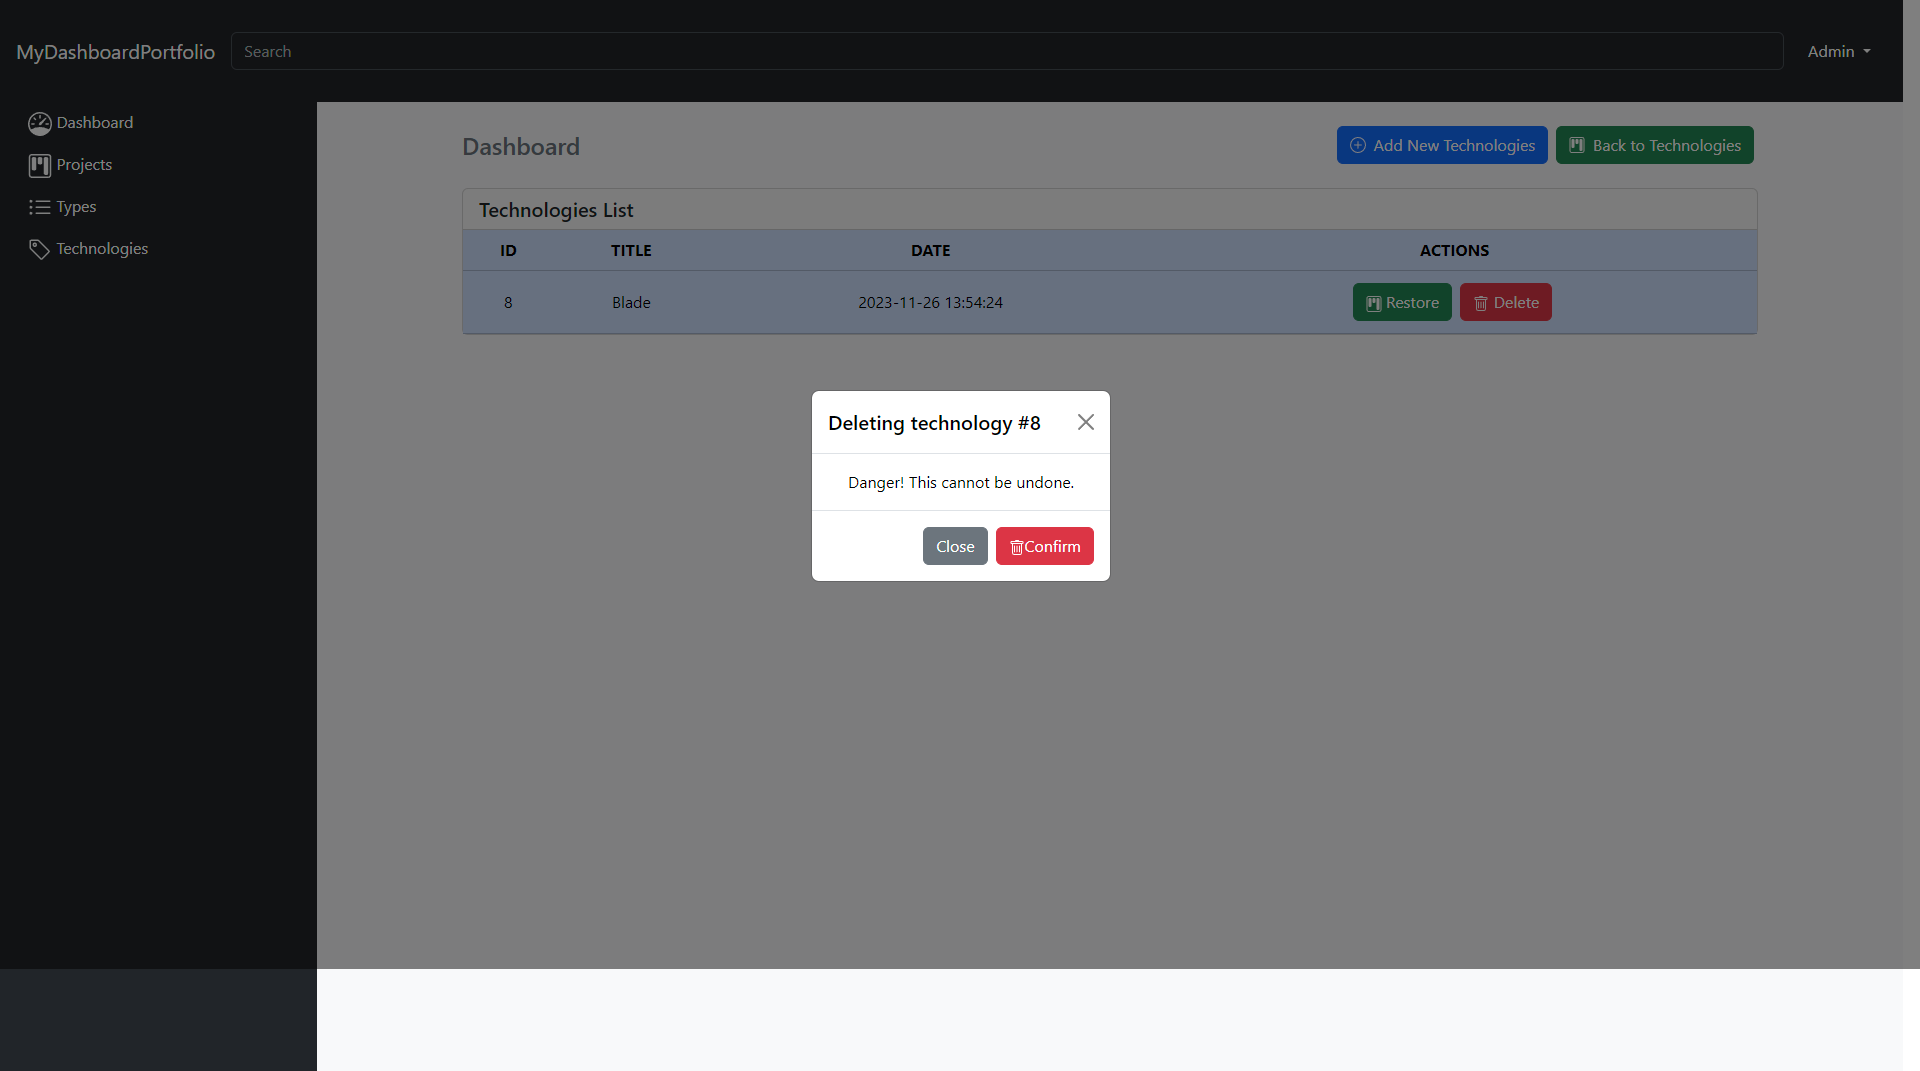 MyDashboardPortfolio
Search
Admin
Dashboard
Projects
Types
Technologies
Dashboard
Add New Technologies
Back to Technologies
Technologies List
ID TITLE DATE ACTIONS
8 Blade 2023-11-26 13:54:24 Restore Delete
Deleting technology #8
Danger! This cannot be undone.
Close Confirm